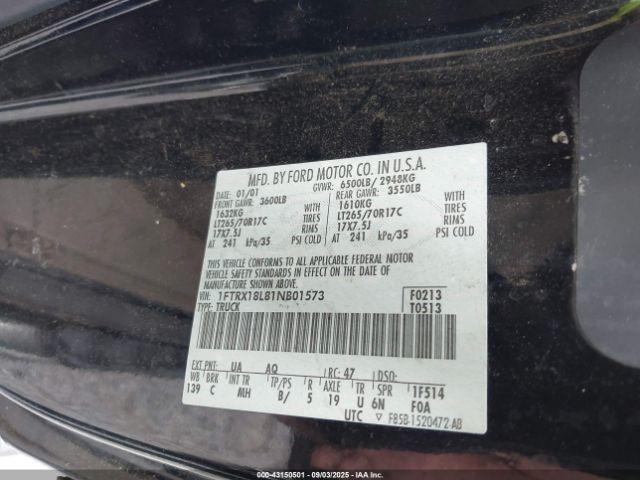 MFD. BY FORD MOTOR CO. IN U.S.A.
DATE: 01/01 GVWR: 6500LB/ 2948KG
FRONT GAWR: 3600LB REAR GAWR: 3550LB
1632KG 1610KG
LT265/70R17C TIRES LT265/70R17C TIRES
17X7.5J RIMS 17X7.5J RIMS
AT 241 kPa/35 PSI COLD AT 241 kPa/35 PSI COLD
THIS VEHICLE CONFORMS TO ALL APPLICABLE FEDERAL MOTOR
VEHICLE SAFETY STANDARDS IN EFFECT ON THE DATE OF
MANUFACTURE SHOWN ABOVE.
VIN: 1FTRX18L81NB01573 F0213
TYPE: TRUCK T0513
EXT PNT: UA AQ RC: 47 DSO:
WB BRK INT TR TP/PS R AXLE TR SPR 1F514
139 C MH B/ 5 19 U 6N F0A
UTC ▽ F85B-1520472-AB
000-43150501 - 09/03/2025 - IAAI.COM